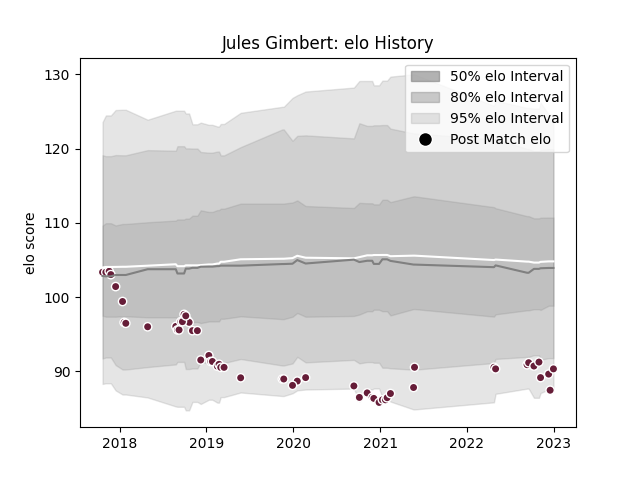 Jules Gimbert: elo History
50% elo Interval
80% elo Interval
95% elo Interval
Post Match elo
elo score
130
120
110
100
90
2018 2019 2020 2021 2022 2023